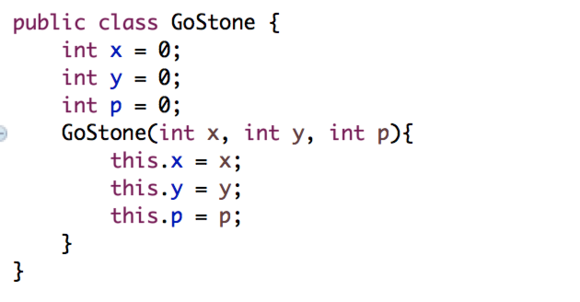 public class GoStone {
    int x = 0;
    int y = 0;
    int p = 0;
    GoStone(int x, int y, int p){
        this.x = x;
        this.y = y;
        this.p = p;
    }
}